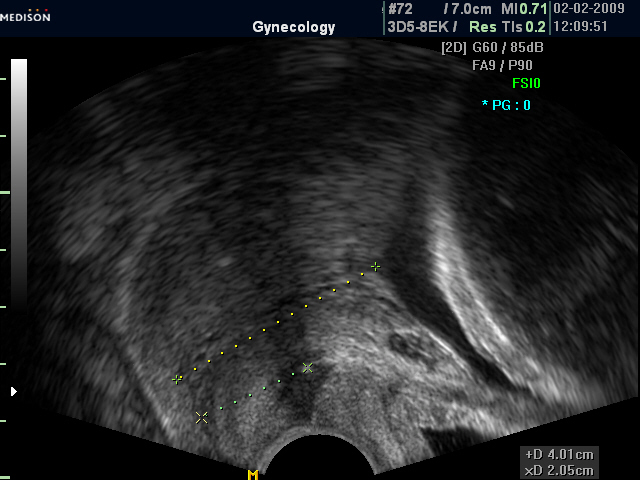 MEDISON
Gynecology
#72 / 7.0cm MI 0.71
3D5-8EK / Res TIs 0.2
02-02-2009
12:09:51
[2D] G60 / 85dB
FA9 / P90
FSI0
* PG : 0
M
+D 4.01cm
xD 2.05cm